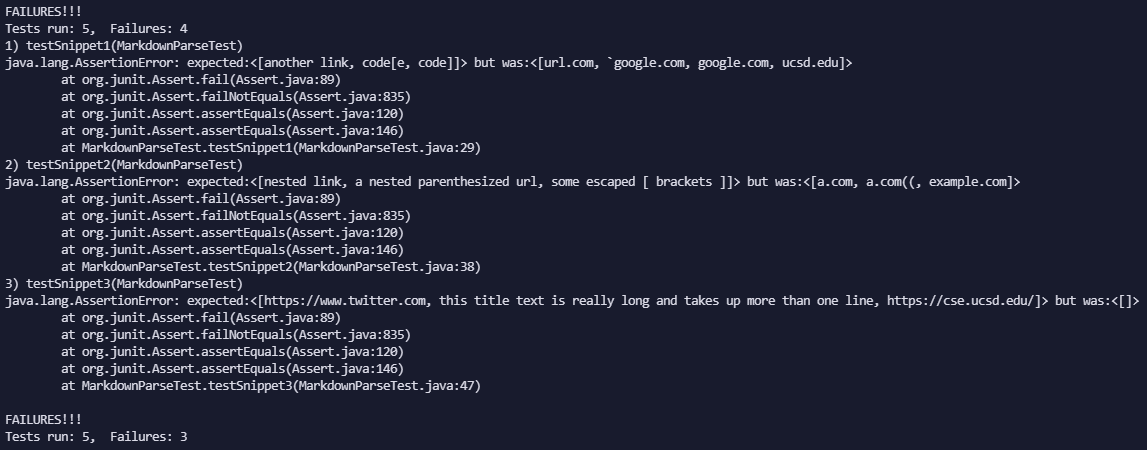 FAILURES!!!
Tests run: 5,  Failures: 4
1) testSnippet1(MarkdownParseTest)
java.lang.AssertionError: expected:<[another link, code[e, code]]> but was:<[url.com, `google.com, google.com, ucsd.edu]>
        at org.junit.Assert.fail(Assert.java:89)
        at org.junit.Assert.failNotEquals(Assert.java:835)
        at org.junit.Assert.assertEquals(Assert.java:120)
        at org.junit.Assert.assertEquals(Assert.java:146)
        at MarkdownParseTest.testSnippet1(MarkdownParseTest.java:29)
2) testSnippet2(MarkdownParseTest)
java.lang.AssertionError: expected:<[nested link, a nested parenthesized url, some escaped [ brackets ]]> but was:<[a.com, a.com((, example.com]>
        at org.junit.Assert.fail(Assert.java:89)
        at org.junit.Assert.failNotEquals(Assert.java:835)
        at org.junit.Assert.assertEquals(Assert.java:120)
        at org.junit.Assert.assertEquals(Assert.java:146)
        at MarkdownParseTest.testSnippet2(MarkdownParseTest.java:38)
3) testSnippet3(MarkdownParseTest)
java.lang.AssertionError: expected:<[https://www.twitter.com, this title text is really long and takes up more than one line, https://cse.ucsd.edu/]> but was:<[]>
        at org.junit.Assert.fail(Assert.java:89)
        at org.junit.Assert.failNotEquals(Assert.java:835)
        at org.junit.Assert.assertEquals(Assert.java:120)
        at org.junit.Assert.assertEquals(Assert.java:146)
        at MarkdownParseTest.testSnippet3(MarkdownParseTest.java:47)

FAILURES!!!
Tests run: 5,  Failures: 3